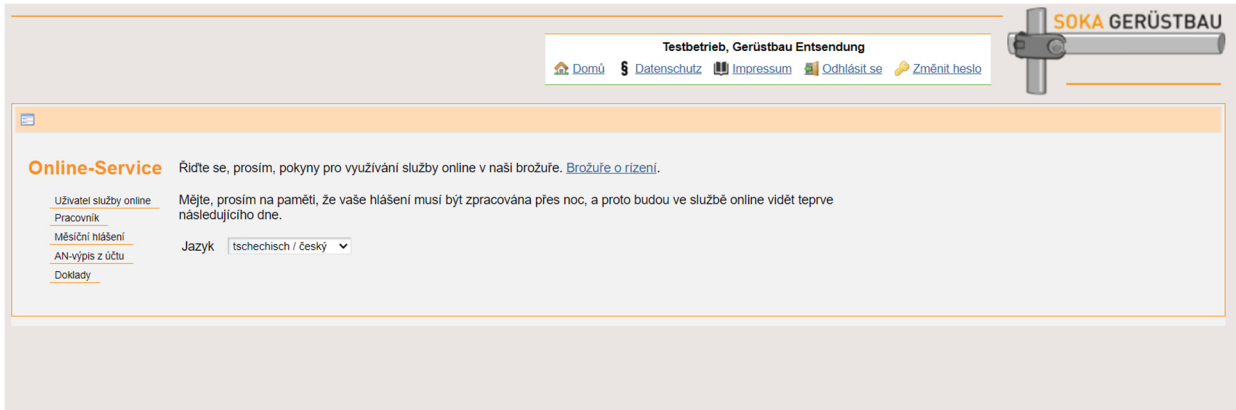 SOKA GERÜSTBAU
Testbetrieb, Gerüstbau Entsendung
Domů § Datenschutz Impressum Odhlásit se Změnit heslo
Online-Service
Uživatel služby online
Pracovník
Měsíční hlášení
AN-výpis z účtu
Doklady
Řiďte se, prosím, pokyny pro využívání služby online v naši brožuře. Brožuře o rízení.
Mějte, prosím na paměti, že vaše hlášení musí být zpracována přes noc, a proto budou ve službě online vidět teprve
následujícího dne.
Jazyk tschechisch / český